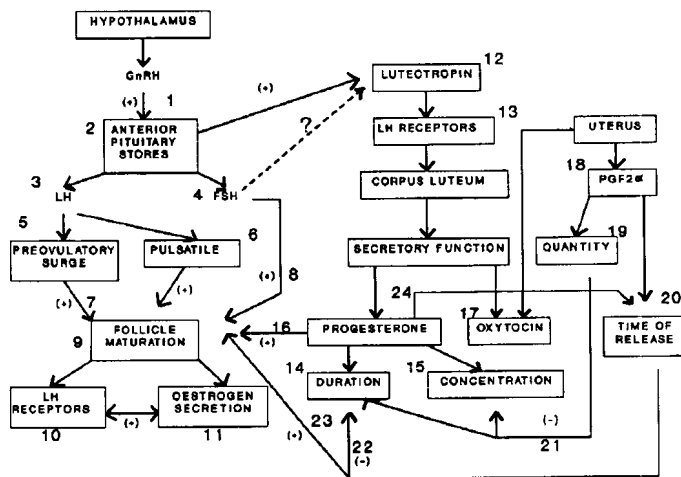 HYPOTHALAMUS
GnRH
(+)
1
2
ANTERIOR
PITUITARY
STORES
(+)
12
LUTECTROPIN
13
LH RECEPTORS
?
3
LH
4
FSH
CORPUS LUTEUM
UTERUS
18
PGF2α
5
PREOVULATORY
SURGE
6
PULSATILE
(+)
8
SECRETORY FUNCTION
19
QUANTITY
(+)
7
(+)
9
FOLLICLE
MATURATION
16
(+)
24
PROGESTERONE
17
OXYTOCIN
20
TIME OF
RELEASE
14
DURATION
15
CONCENTRATION
LH
RECEPTORS
10
(+)
OESTROGEN
SECRETION
11
23
(+)
22
(-)
(-)
21